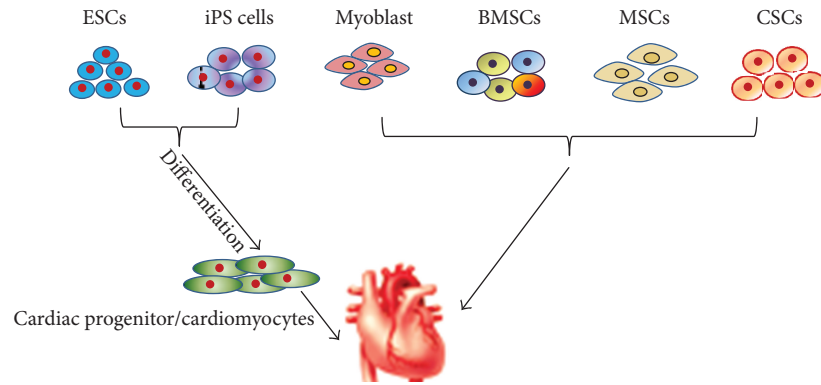 ESCs
iPS cells
Myoblast
BMSCs
MSCs
CSCs
Differentiation
Cardiac progenitor/cardiomyocytes